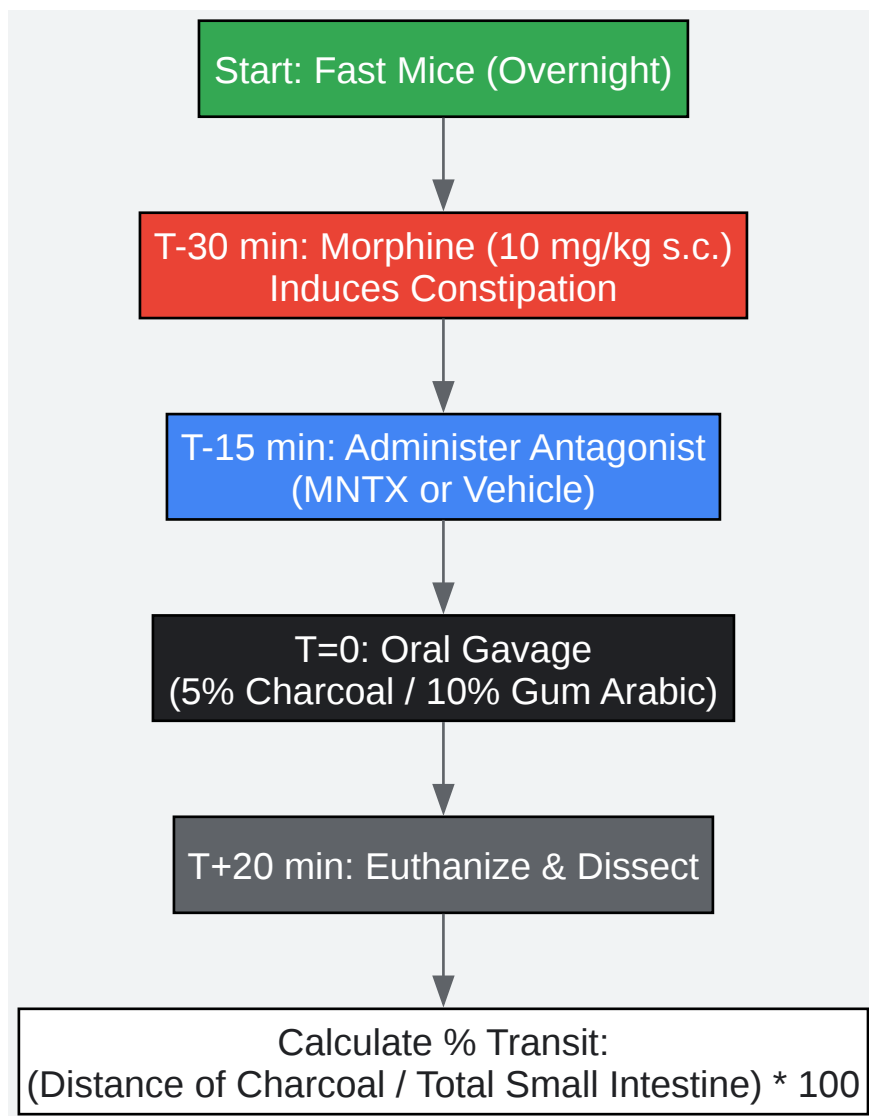 Start: Fast Mice (Overnight)
T-30 min: Morphine (10 mg/kg s.c.)
Induces Constipation
T-15 min: Administer Antagonist
(MNTX or Vehicle)
T=0: Oral Gavage
(5% Charcoal / 10% Gum Arabic)
T+20 min: Euthanize & Dissect
Calculate % Transit:
(Distance of Charcoal / Total Small Intestine) * 100